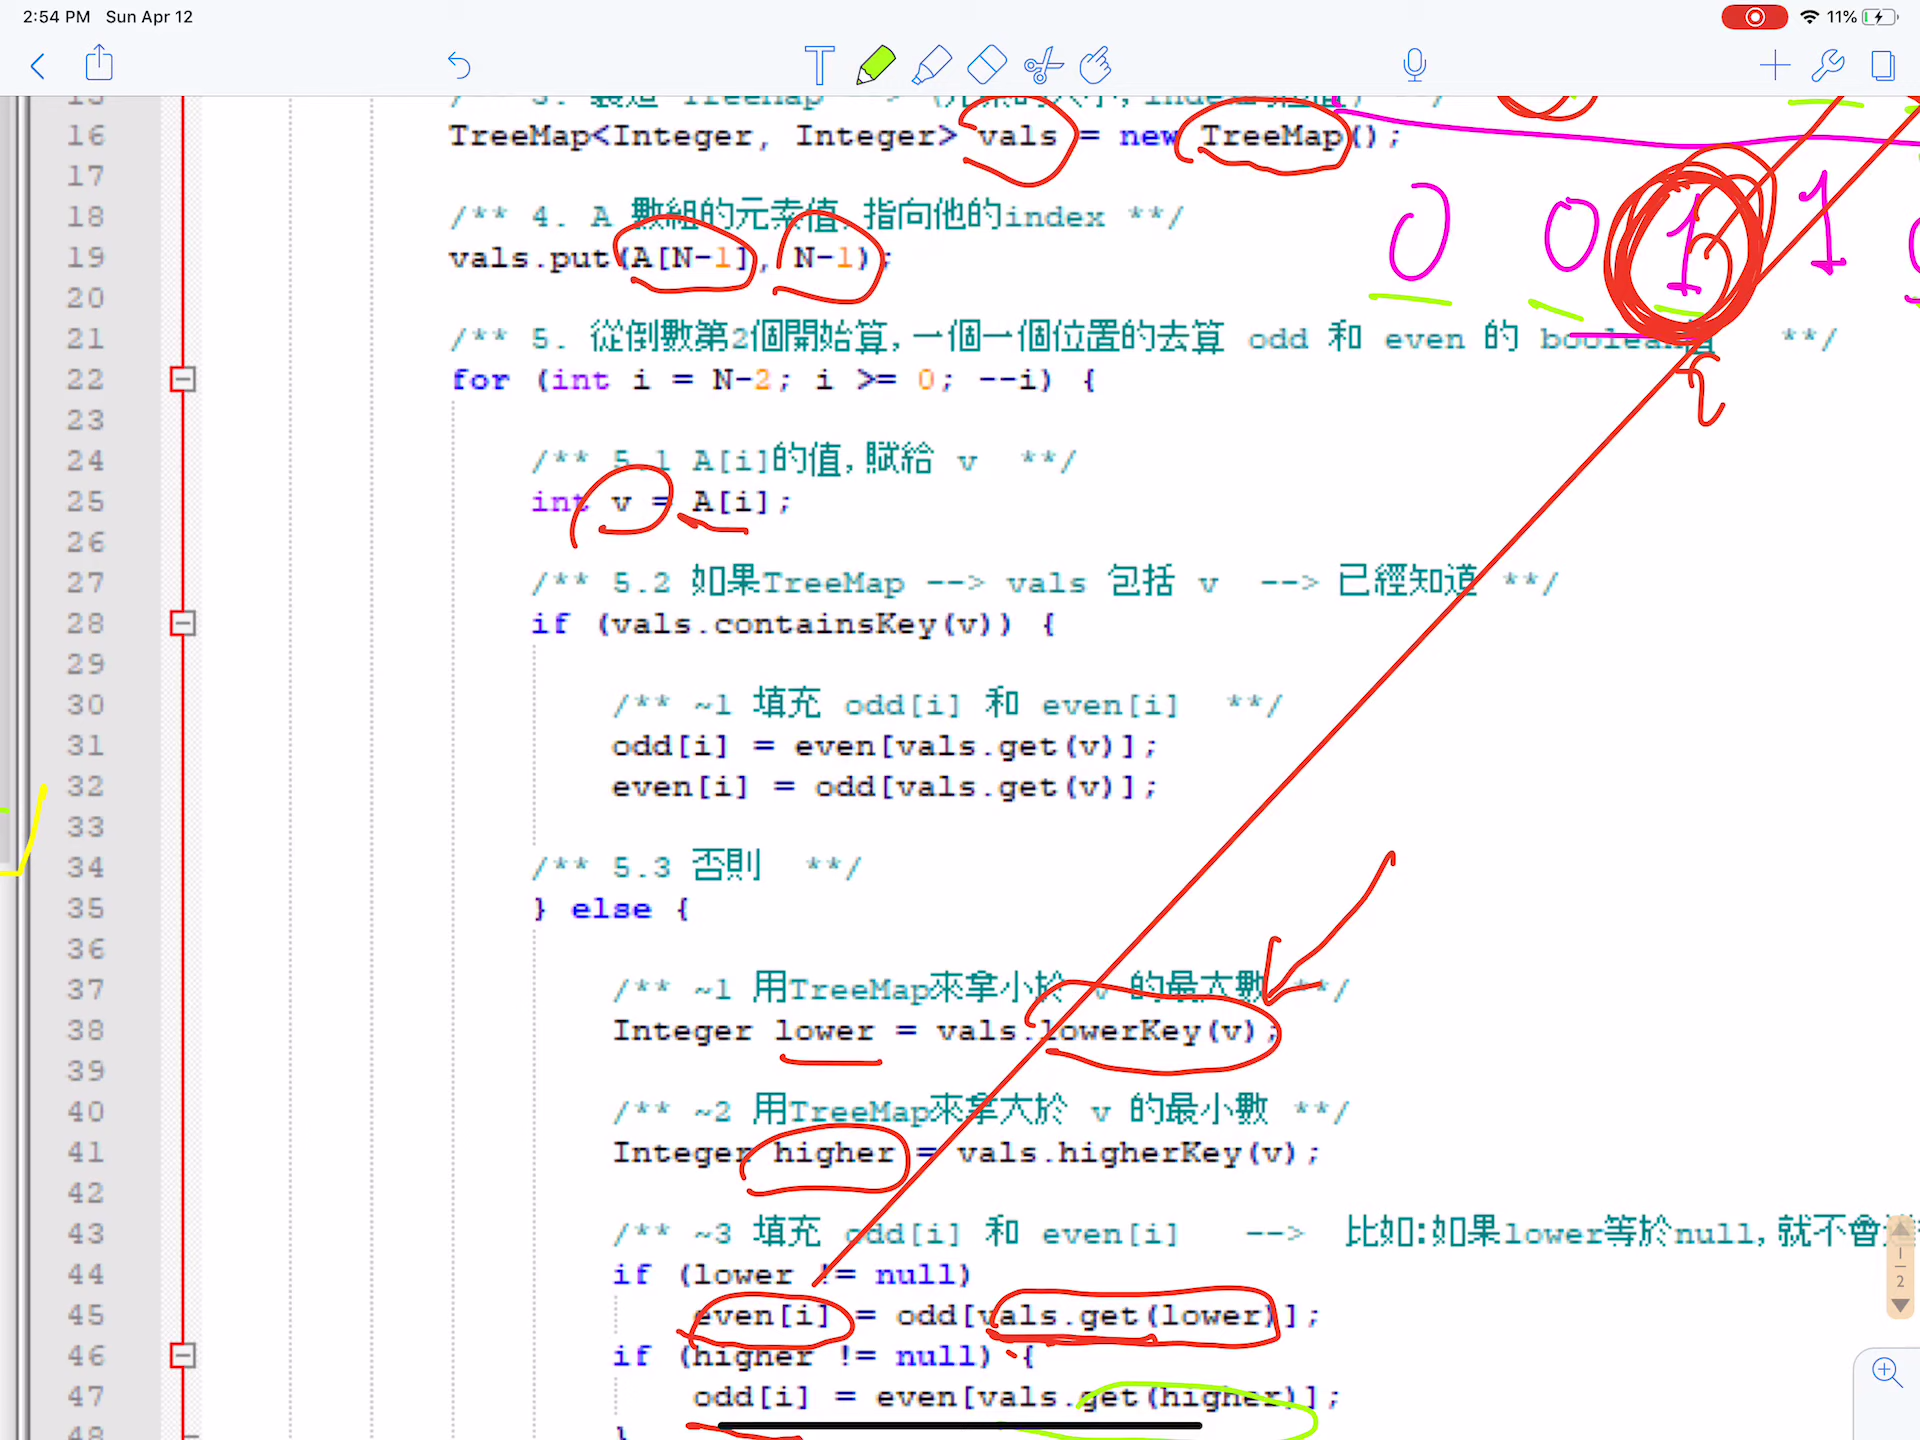 2:54 PM Sun Apr 12
11%
16 TreeMap<Integer, Integer> vals = new TreeMap();
17
18 /** 4. A 數組的元素值,指向他的index **/
19 vals.put(A[N-1], N-1);
20
21 /** 5. 從倒數第2個開始算,一個一個位置的去算 odd 和 even 的 boolean值 **/
22 for (int i = N-2; i >= 0; --i) {
23
24 /** 5.1 A[i]的值,賦給 v **/
25 int v = A[i];
26
27 /** 5.2 如果TreeMap --> vals 包括 v --> 已經知道 **/
28 if (vals.containsKey(v)) {
29
30 /** ~1 填充 odd[i] 和 even[i] **/
31 odd[i] = even[vals.get(v)];
32 even[i] = odd[vals.get(v)];
33
34 /** 5.3 否則 **/
35 } else {
36
37 /** ~1 用TreeMap來拿小於 v 的最大數 **/
38 Integer lower = vals.lowerKey(v);
39
40 /** ~2 用TreeMap來拿大於 v 的最小數 **/
41 Integer higher = vals.higherKey(v);
42
43 /** ~3 填充 odd[i] 和 even[i] --> 比如:如果lower等於null,就不會
44 if (lower != null)
45 even[i] = odd[vals.get(lower)];
46 if (higher != null) {
47 odd[i] = even[vals.get(higher)];
48 }
0 0 1 1
1
2